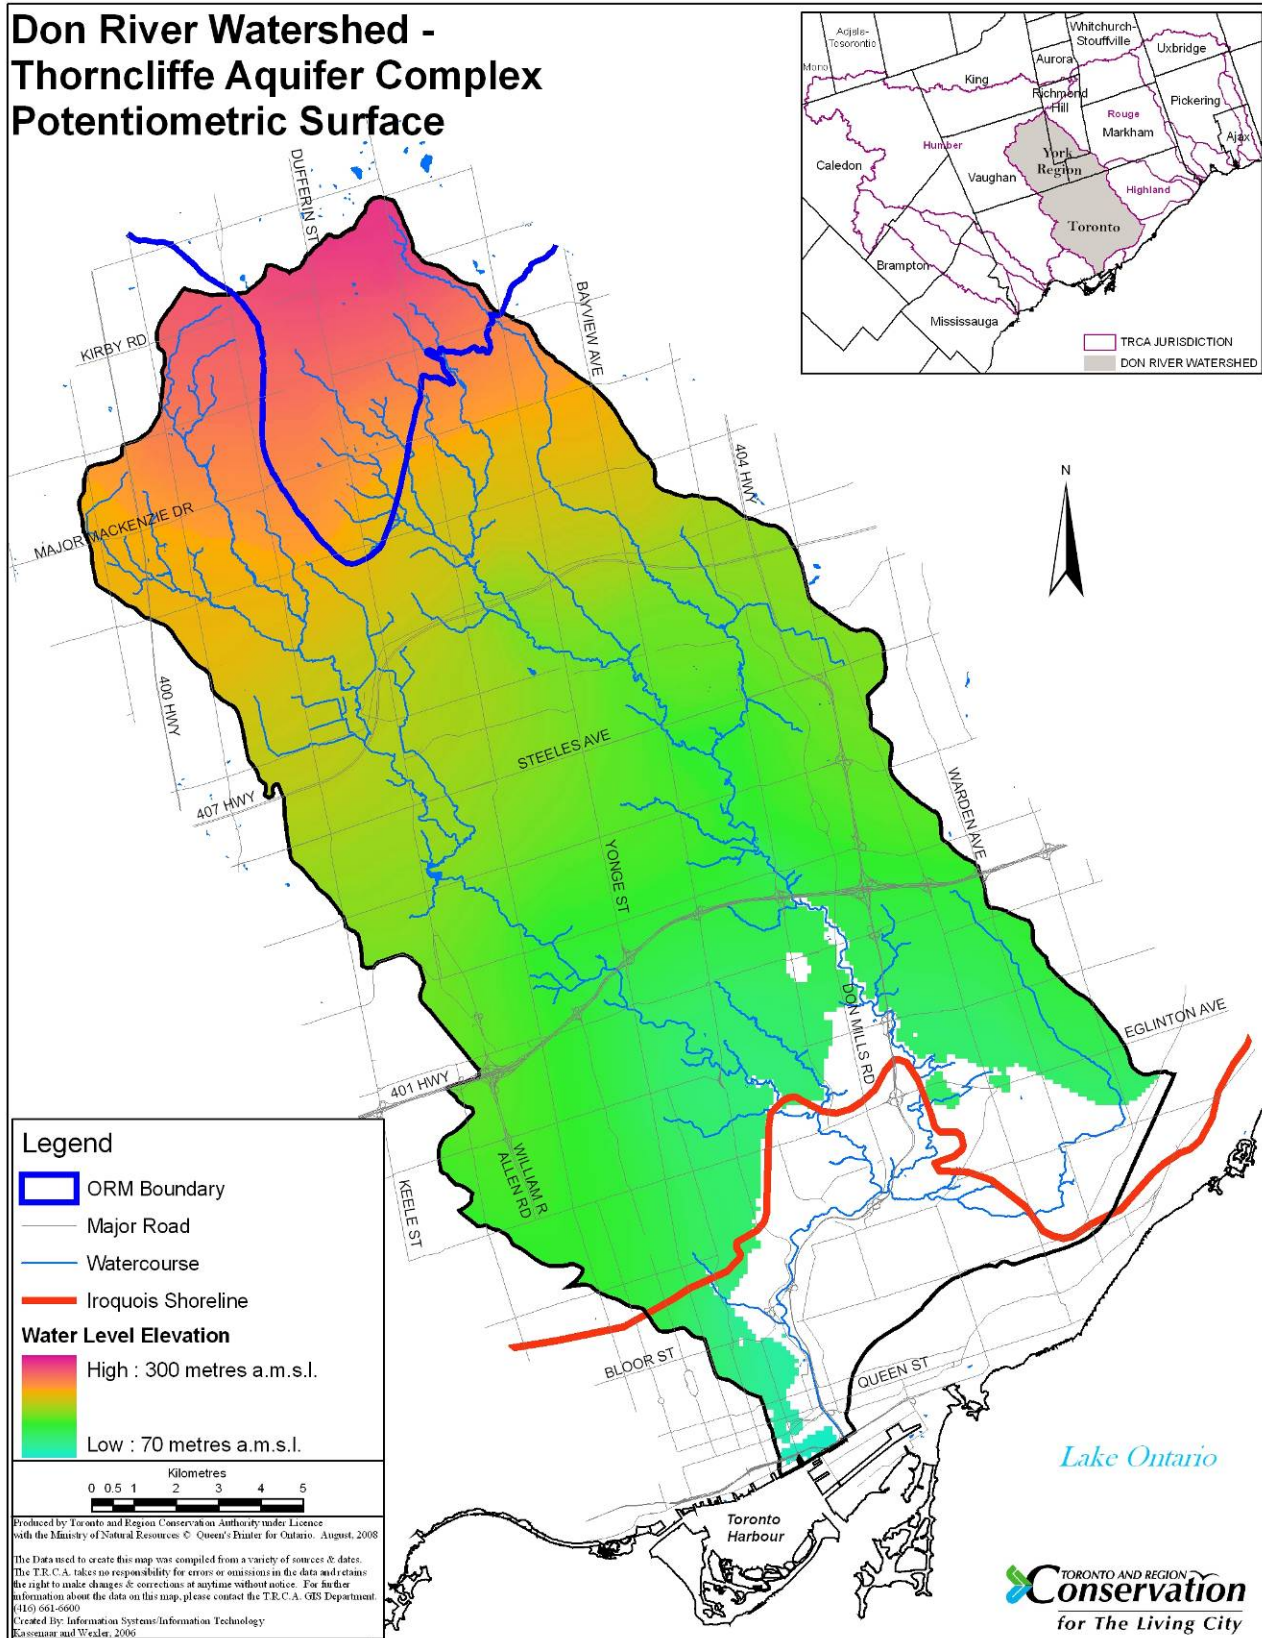 Don River Watershed -
Thorncliffe Aquifer Complex
Potentiometric Surface
Adjala-
Tosorontio
Mono
King
Aurora
Whitchurch-
Stouffville
Uxbridge
Richmond
Hill
Pickering
Rouge
Markham
Ajax
Humber
Caledon
York
Region
Vaughan
Highland
Toronto
Brampton
Mississauga
TRCA JURISDICTION
DON RIVER WATERSHED
DUFFERIN ST
BAYVIEW AVE
KIRBY RD
404 HWY
N
MAJOR MACKENZIE DR
400 HWY
STEELES AVE
407 HWY
WARDEN AVE
YONGE ST
DON MILLS RD
EGLINTON AVE
401 HWY
WILLIAM R
ALLEN RD
KEELE ST
BLOOR ST
QUEEN ST
Lake Ontario
Toronto
Harbour
Legend
ORM Boundary
Major Road
Watercourse
Iroquois Shoreline
Water Level Elevation
High : 300 metres a.m.s.l.
Low : 70 metres a.m.s.l.
Kilometres
0 0.5 1 2 3 4 5
Produced by Toronto and Region Conservation Authority under Licence
with the Ministry of Natural Resources © Queen's Printer for Ontario. August, 2008
The Data used to create this map was compiled from a variety of sources & dates.
The T.R.C.A. takes no responsibility for errors or omissions in the data and retains
the right to make changes & corrections at anytime without notice. For further
information about the data on this map, please contact the T.R.C.A. GIS Department.
(416) 661-6600
Created By: Information Systems/Information Technology
Kassenaar and Wexler, 2006
TORONTO AND REGION
Conservation
for The Living City